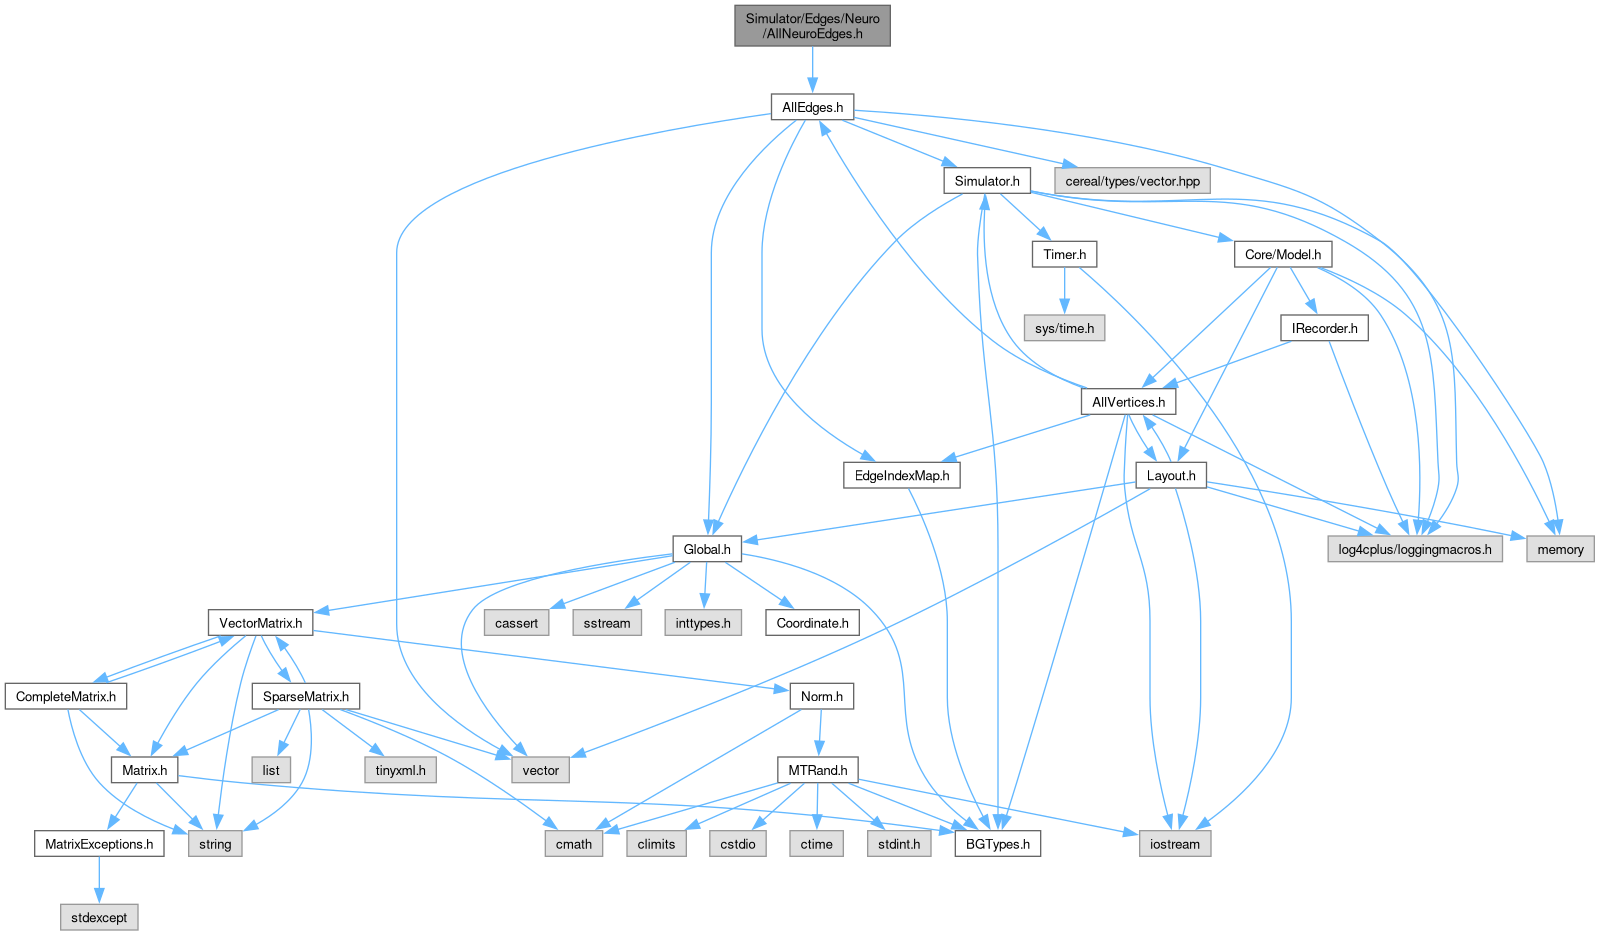 Simulator/Edges/Neuro
/AllNeuroEdges.h
AllEdges.h
Simulator.h
cereal/types/vector.hpp
Timer.h
Core/Model.h
sys/time.h
IRecorder.h
AllVertices.h
EdgeIndexMap.h
Layout.h
Global.h
log4cplus/loggingmacros.h
memory
VectorMatrix.h
cassert
sstream
inttypes.h
Coordinate.h
CompleteMatrix.h
SparseMatrix.h
Norm.h
Matrix.h
list
tinyxml.h
vector
MTRand.h
MatrixExceptions.h
string
cmath
climits
cstdio
ctime
stdint.h
BGTypes.h
iostream
stdexcept